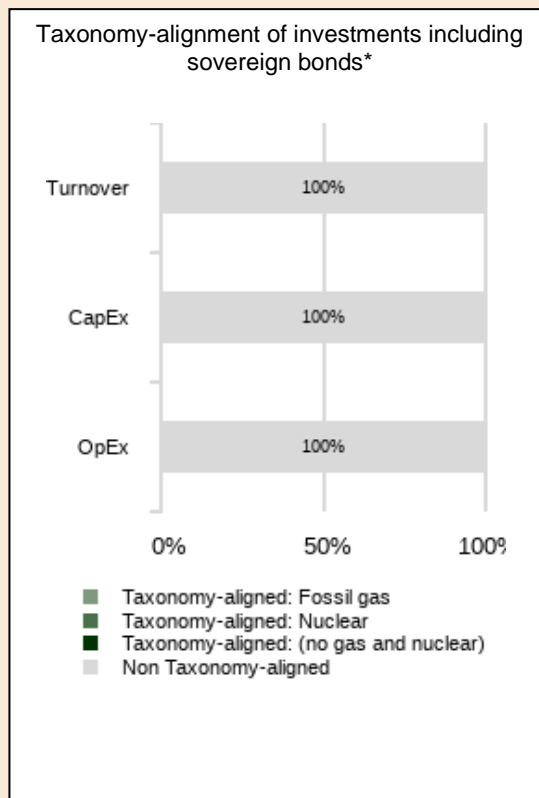 Taxonomy-alignment of investments including
sovereign bonds*
Turnover
100%
CapEx
100%
OpEx
100%
0% 50% 100%
Taxonomy-aligned: Fossil gas
Taxonomy-aligned: Nuclear
Taxonomy-aligned: (no gas and nuclear)
Non Taxonomy-aligned